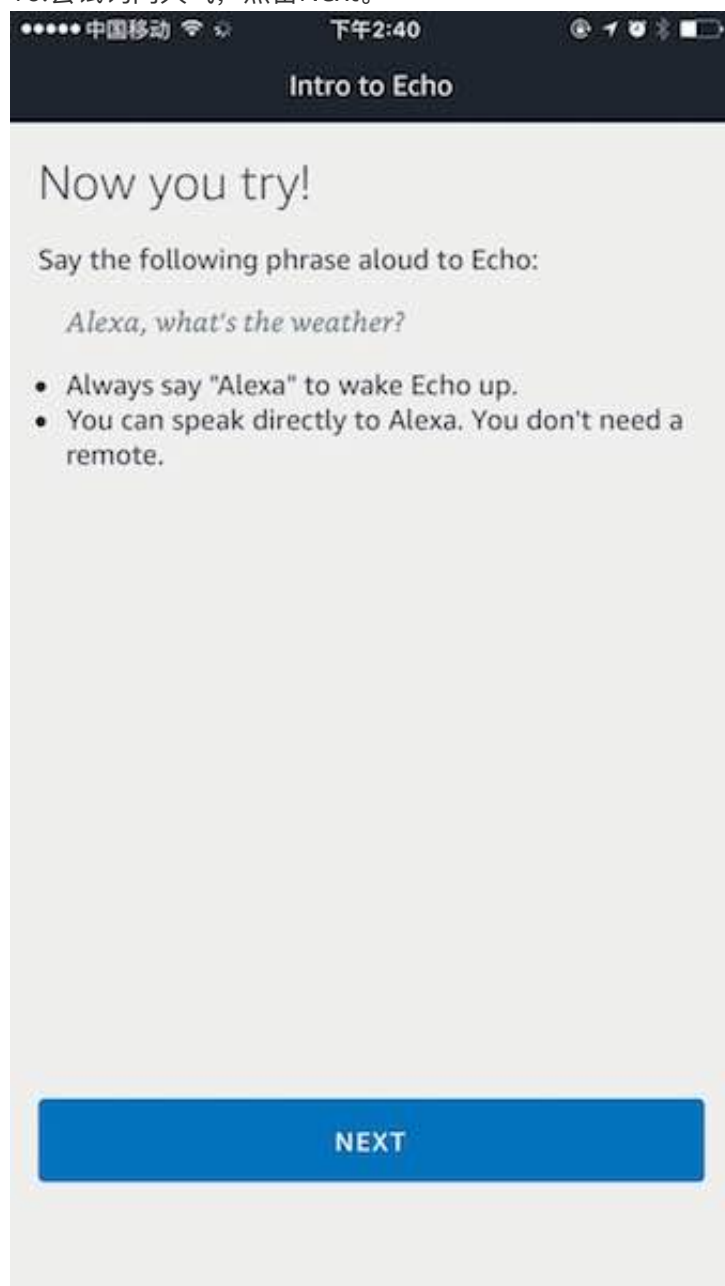 中国移动 下午2:40
Intro to Echo
Now you try!
Say the following phrase aloud to Echo:
Alexa, what's the weather?
• Always say "Alexa" to wake Echo up.
• You can speak directly to Alexa. You don't need a
remote.
NEXT